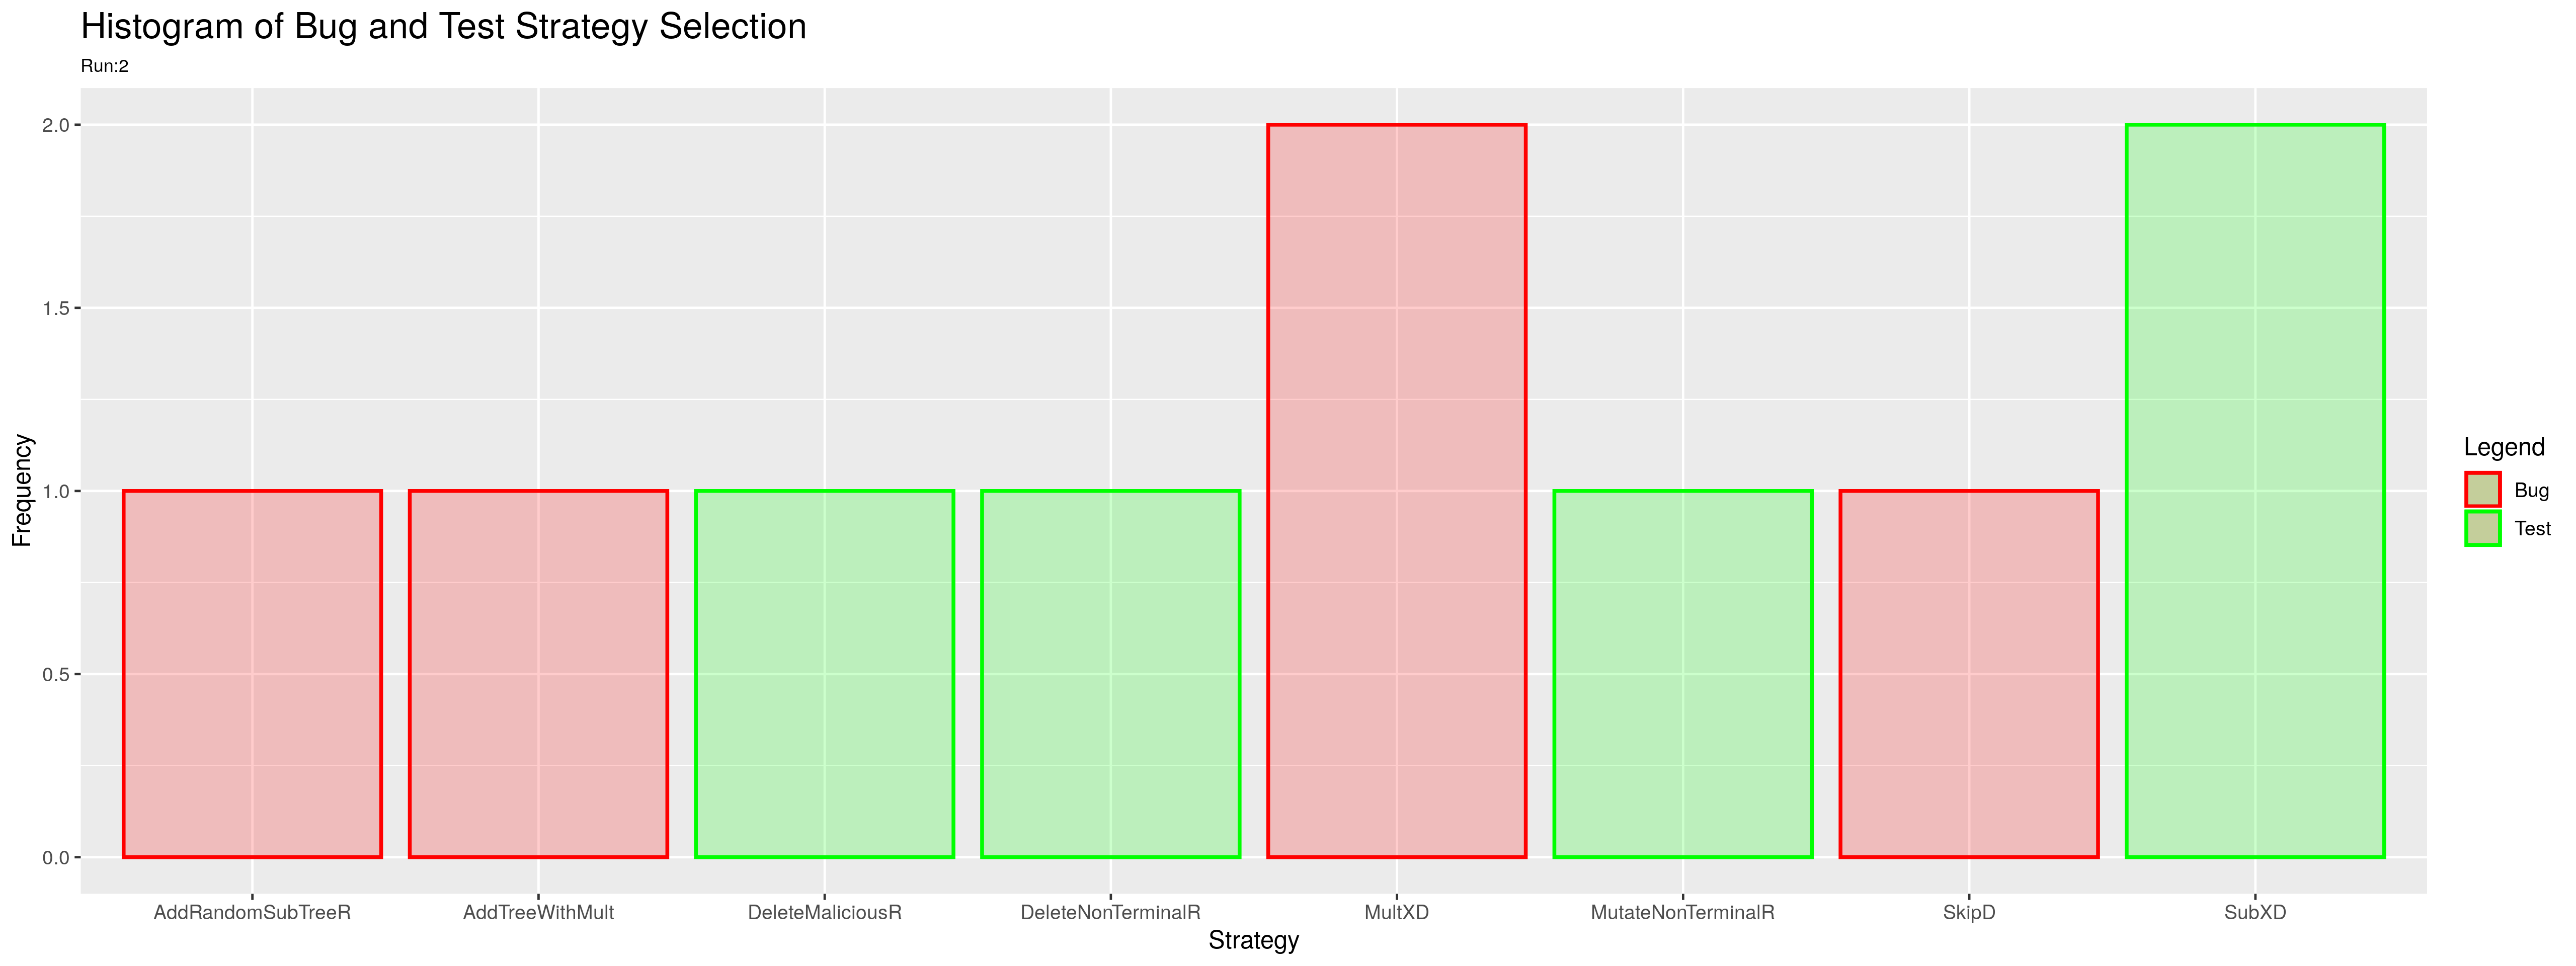 Histogram of Bug and Test Strategy Selection
Run:2
2.0
1.5
1.0
0.5
0.0
Frequency
AddRandomSubTreeR
AddTreeWithMult
DeleteMaliciousR
DeleteNonTerminalR
MultXD
MutateNonTerminalR
SkipD
SubXD
Strategy
Legend
Bug
Test